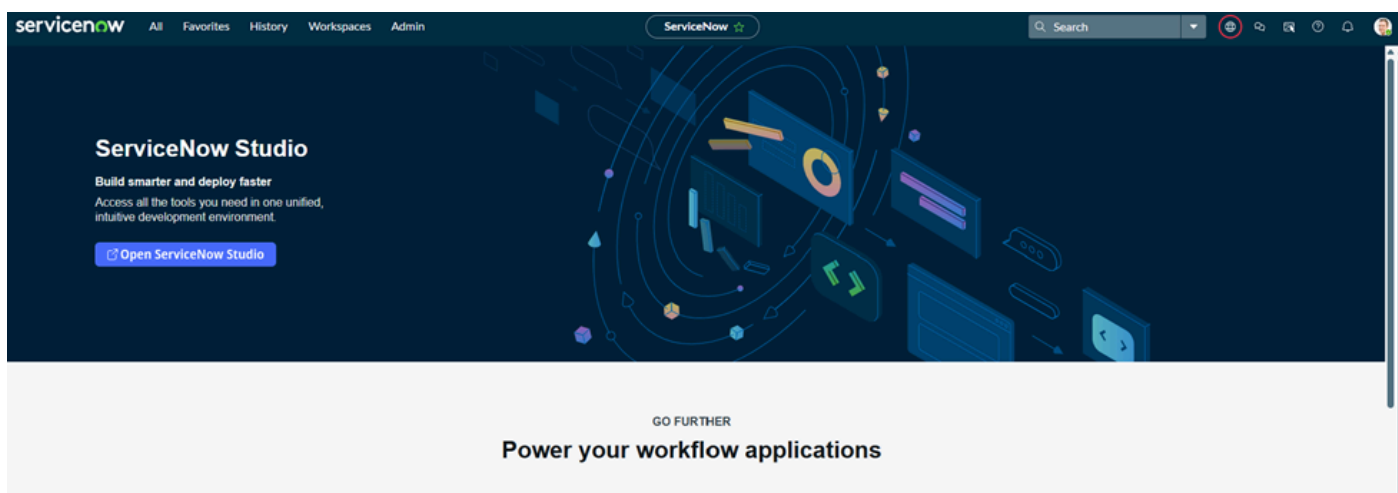 servicenow All Favorites History Workspaces Admin ServiceNow Search
ServiceNow Studio
Build smarter and deploy faster
Access all the tools you need in one unified,
intuitive development environment.
Open ServiceNow Studio
GO FURTHER
Power your workflow applications